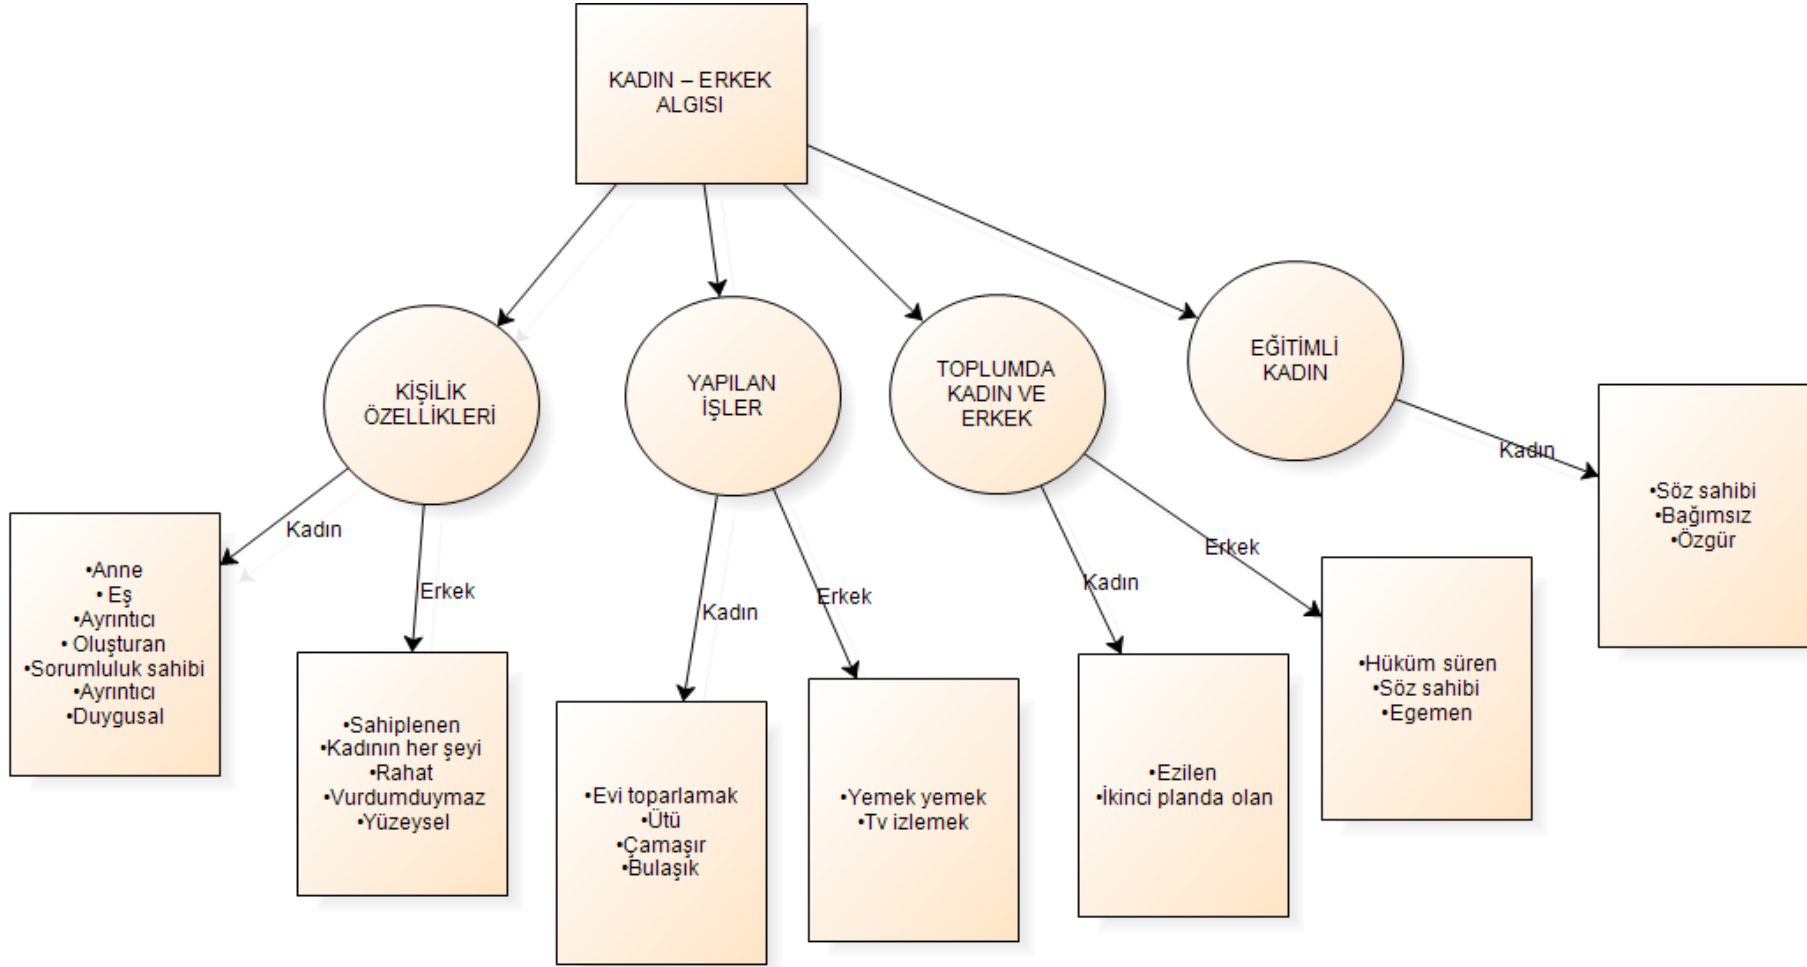 KADIN – ERKEK
ALGISI
KİŞİLİK
ÖZELLİKLERİ
YAPILAN
İŞLER
TOPLUMDA
KADIN VE
ERKEK
EĞİTİMLİ
KADIN
Kadın
Erkek
Kadın
Erkek
Kadın
Erkek
Kadın
•Anne
• Eş
•Ayrıntıcı
• Oluşturan
•Sorumluluk sahibi
•Ayrıntıcı
•Duygusal
•Sahiplenen
•Kadının her şeyi
•Rahat
•Vurdumduymaz
•Yüzeysel
•Evi toparlamak
•Ütü
•Çamaşır
•Bulaşık
•Yemek yemek
•Tv izlemek
•Ezilen
•İkinci planda olan
•Hüküm süren
•Söz sahibi
•Egemen
•Söz sahibi
•Bağımsız
•Özgür